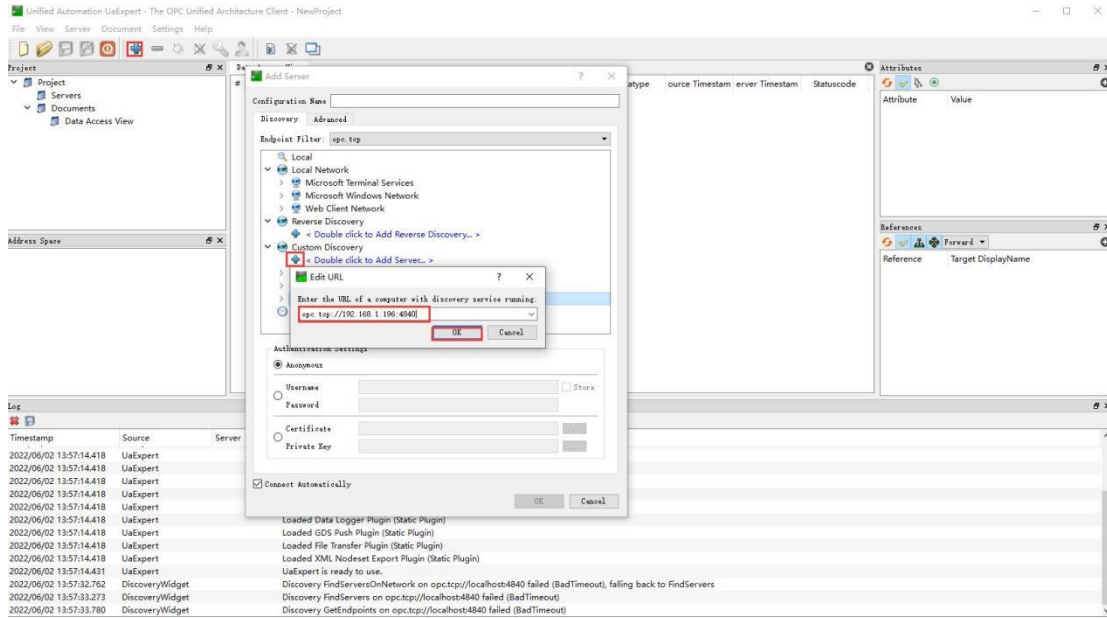 Unified Automation UaExpert - The OPC Unified Architecture Client - NewProject
File View Server Document Settings Help
Project
Project
Servers
Documents
Data Access View
Address Space
#
atype ource Timestam erver Timestam Statuscode
Attributes
Attribute Value
References
Forward
Reference Target DisplayName
Add Server
Configuration Name
Discovery Advanced
Endpoint Filter: opc.tcp
Local
Local Network
Microsoft Terminal Services
Microsoft Windows Network
Web Client Network
Reverse Discovery
< Double click to Add Reverse Discovery... >
Custom Discovery
< Double click to Add Server... >
Edit URL
Enter the URL of a computer with discovery service running:
opc.tcp://192.168.1.196:4840
OK Cancel
Authentication Settings
Anonymous
Username Store
Password
Certificate
Private Key
Connect Automatically
OK Cancel
Log
Timestamp Source Server
2022/06/02 13:57:14.418 UaExpert
2022/06/02 13:57:14.418 UaExpert
2022/06/02 13:57:14.418 UaExpert
2022/06/02 13:57:14.418 UaExpert
2022/06/02 13:57:14.418 UaExpert
2022/06/02 13:57:14.418 UaExpert Loaded Data Logger Plugin (Static Plugin)
2022/06/02 13:57:14.418 UaExpert Loaded GDS Push Plugin (Static Plugin)
2022/06/02 13:57:14.418 UaExpert Loaded File Transfer Plugin (Static Plugin)
2022/06/02 13:57:14.418 UaExpert Loaded XML Nodeset Export Plugin (Static Plugin)
2022/06/02 13:57:14.431 UaExpert UaExpert is ready to use.
2022/06/02 13:57:32.762 DiscoveryWidget Discovery FindServersOnNetwork on opc.tcp://localhost:4840 failed (BadTimeout), falling back to FindServers
2022/06/02 13:57:33.273 DiscoveryWidget Discovery FindServers on opc.tcp://localhost:4840 failed (BadTimeout)
2022/06/02 13:57:33.780 DiscoveryWidget Discovery GetEndpoints on opc.tcp://localhost:4840 failed (BadTimeout)